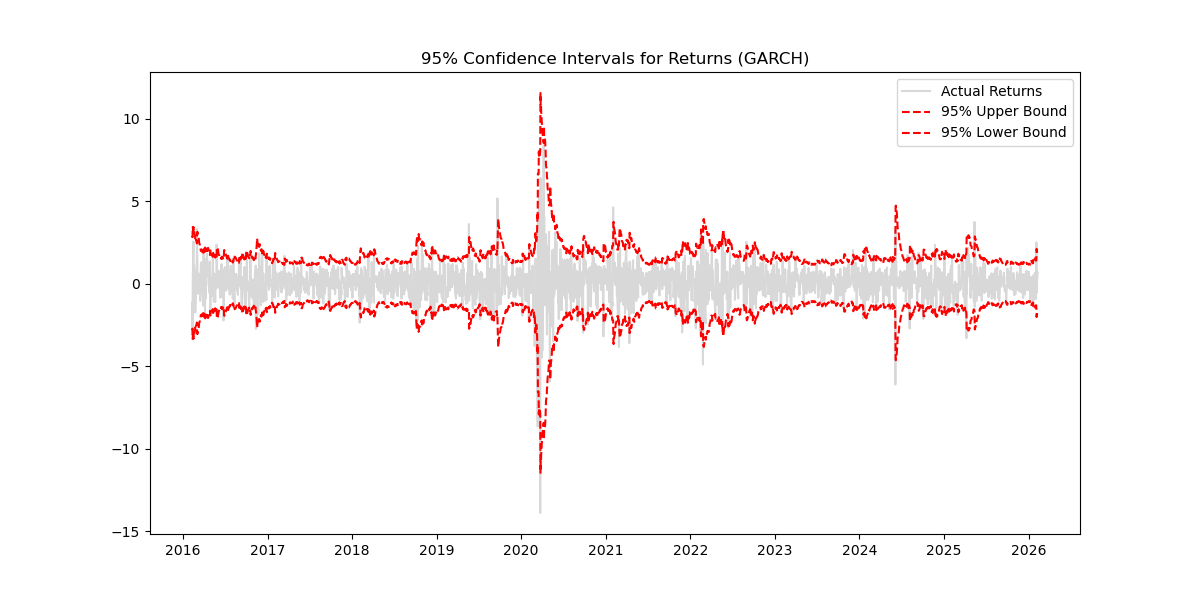 95% Confidence Intervals for Returns (GARCH)
Actual Returns
95% Upper Bound
95% Lower Bound
10
5
0
−5
−10
−15
2016 2017 2018 2019 2020 2021 2022 2023 2024 2025 2026